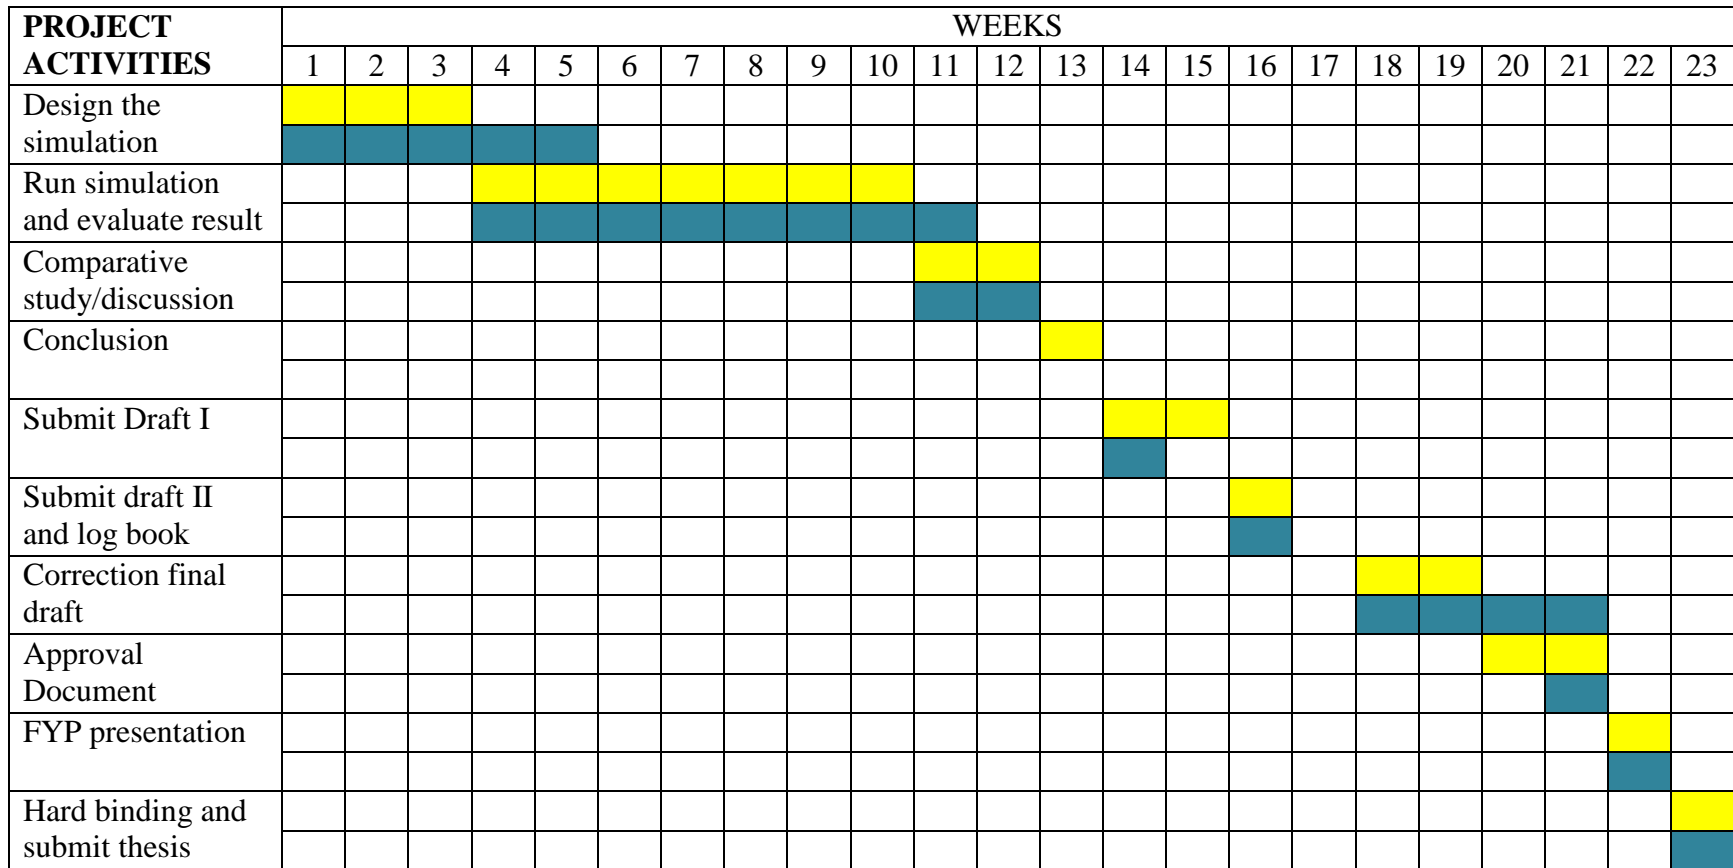 PROJECT
ACTIVITIES
WEEKS
1 2 3 4 5 6 7 8 9 10 11 12 13 14 15 16 17 18 19 20 21 22 23
Design the
simulation
Run simulation
and evaluate result
Comparative
study/discussion
Conclusion
Submit Draft I
Submit draft II
and log book
Correction final
draft
Approval
Document
FYP presentation
Hard binding and
submit thesis